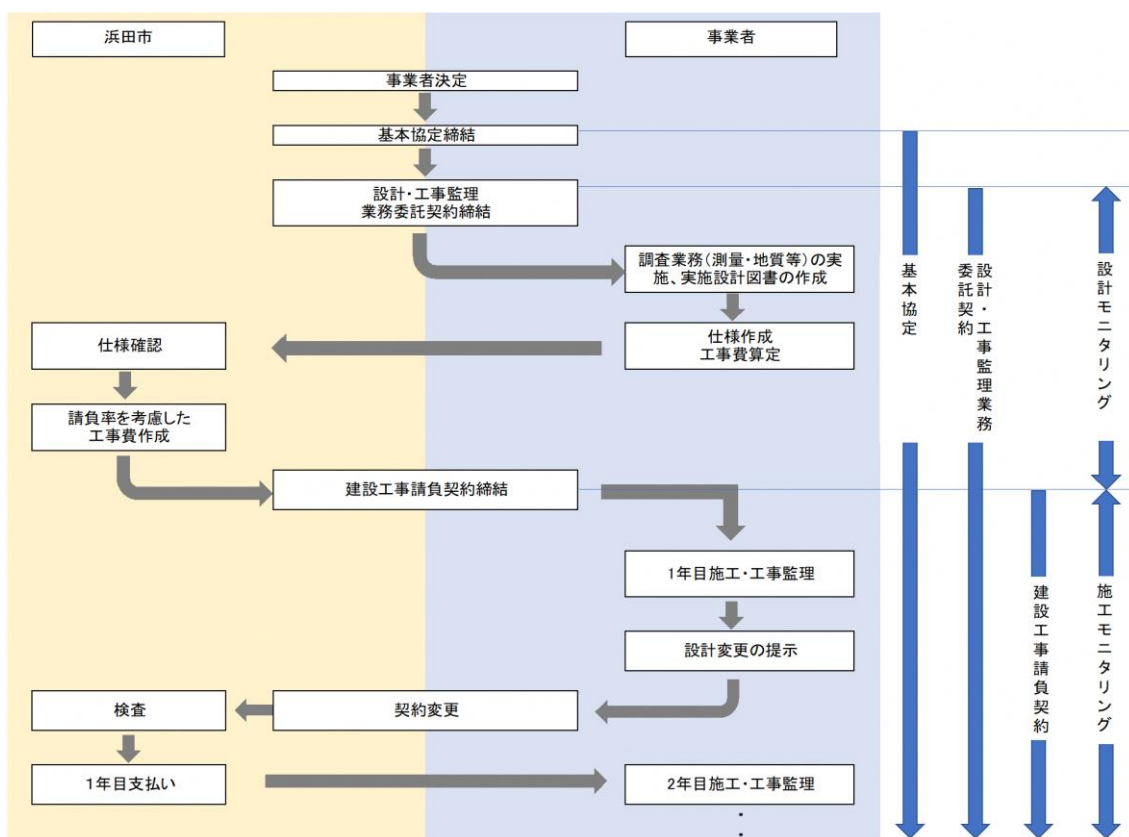 浜田市
事業者
事業者決定
基本協定締結
設計・工事監理
業務委託契約締結
調査業務(測量・地質等)の実
施、実施設計図書の作成
仕様作成
工事費算定
仕様確認
請負率を考慮した
工事費作成
建設工事請負契約締結
1年目施工・工事監理
設計変更の提示
契約変更
検査
1年目支払い
2年目施工・工事監理
：
基本協定
設計・工事監理業務
委託契約
設計モニタリング
建設工事請負契約
施工モニタリング